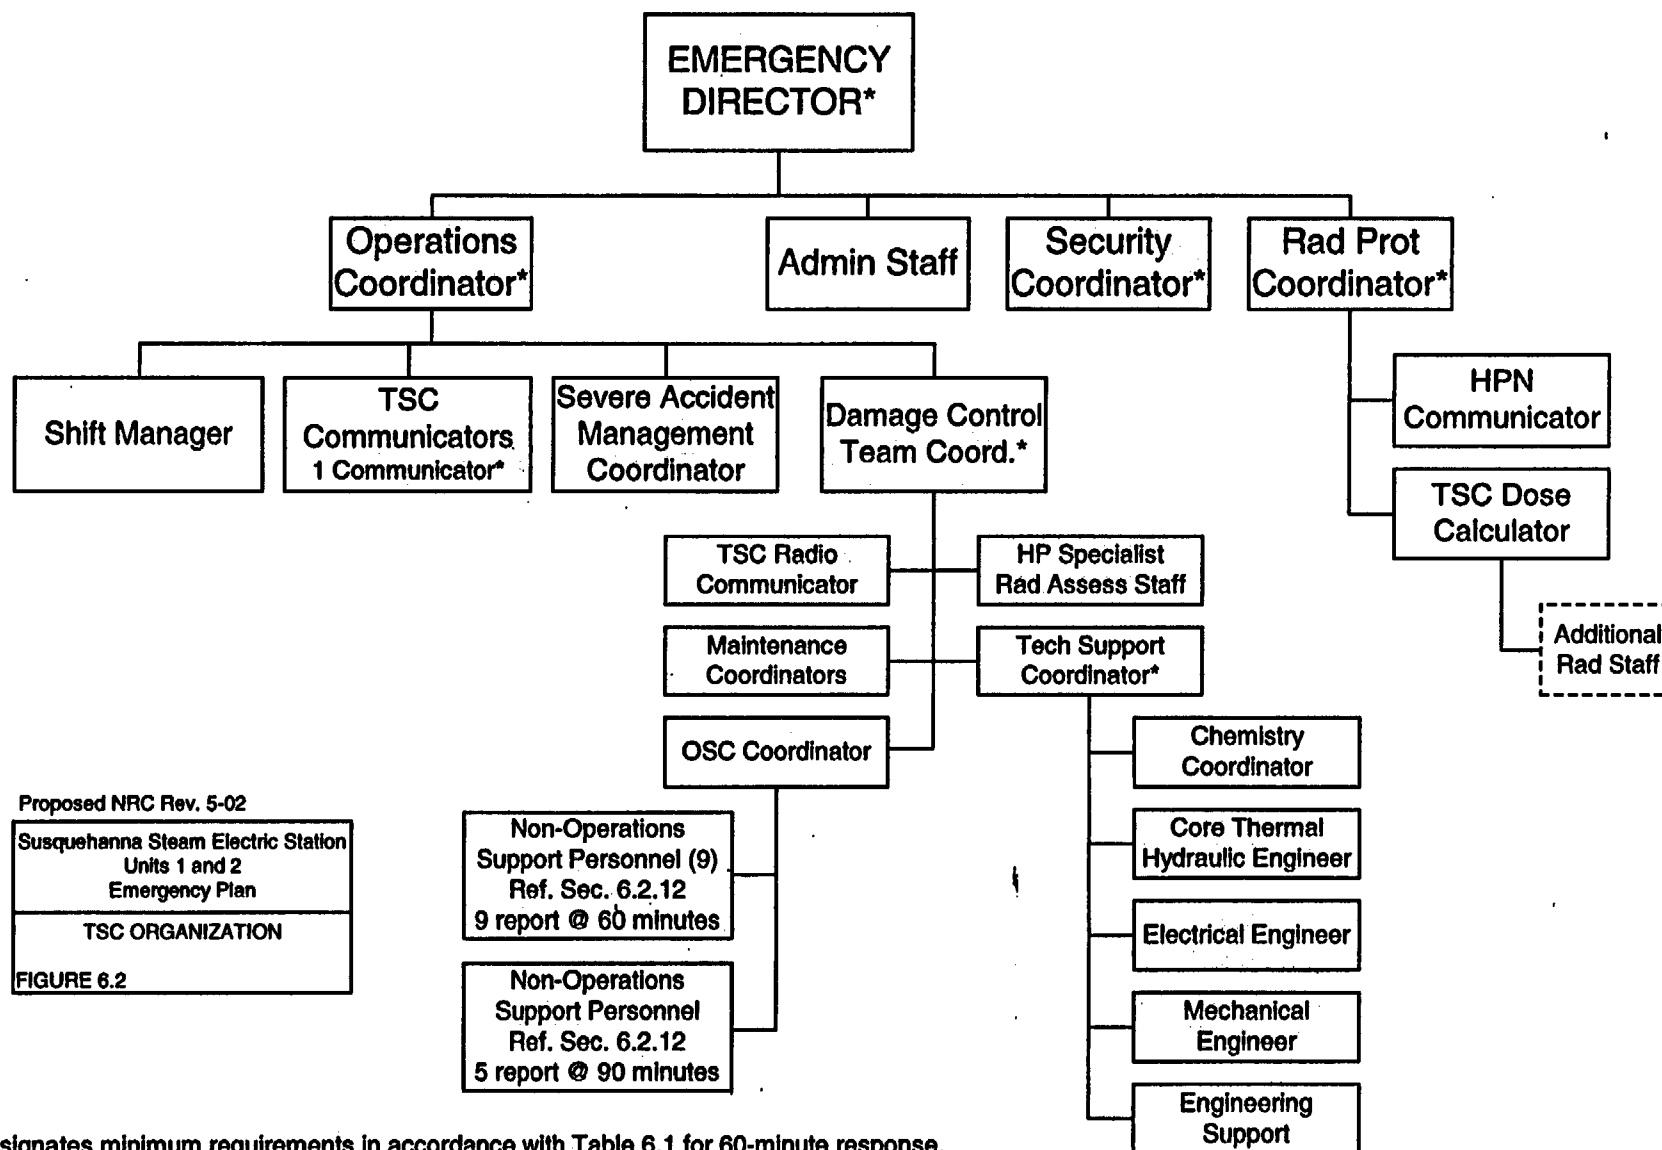 EMERGENCY
DIRECTOR*
Operations
Coordinator*
Admin Staff
Security
Coordinator*
Rad Prot
Coordinator*
Shift Manager
TSC
Communicators
1 Communicator*
Severe Accident
Management
Coordinator
Damage Control
Team Coord.*
HPN
Communicator
TSC Dose
Calculator
Additional
Rad Staff
TSC Radio
Communicator
HP Specialist
Rad Assess Staff
Maintenance
Coordinators
Tech Support
Coordinator*
OSC Coordinator
Chemistry
Coordinator
Core Thermal
Hydraulic Engineer
Electrical Engineer
Mechanical
Engineer
Engineering
Support
Non-Operations
Support Personnel (9)
Ref. Sec. 6.2.12
9 report @ 60 minutes
Non-Operations
Support Personnel
Ref. Sec. 6.2.12
5 report @ 90 minutes
Proposed NRC Rev. 5-02
Susquehanna Steam Electric Station
Units 1 and 2
Emergency Plan
TSC ORGANIZATION
FIGURE 6.2
signates minimum requirements in accordance with Table 6.1 for 60-minute response.